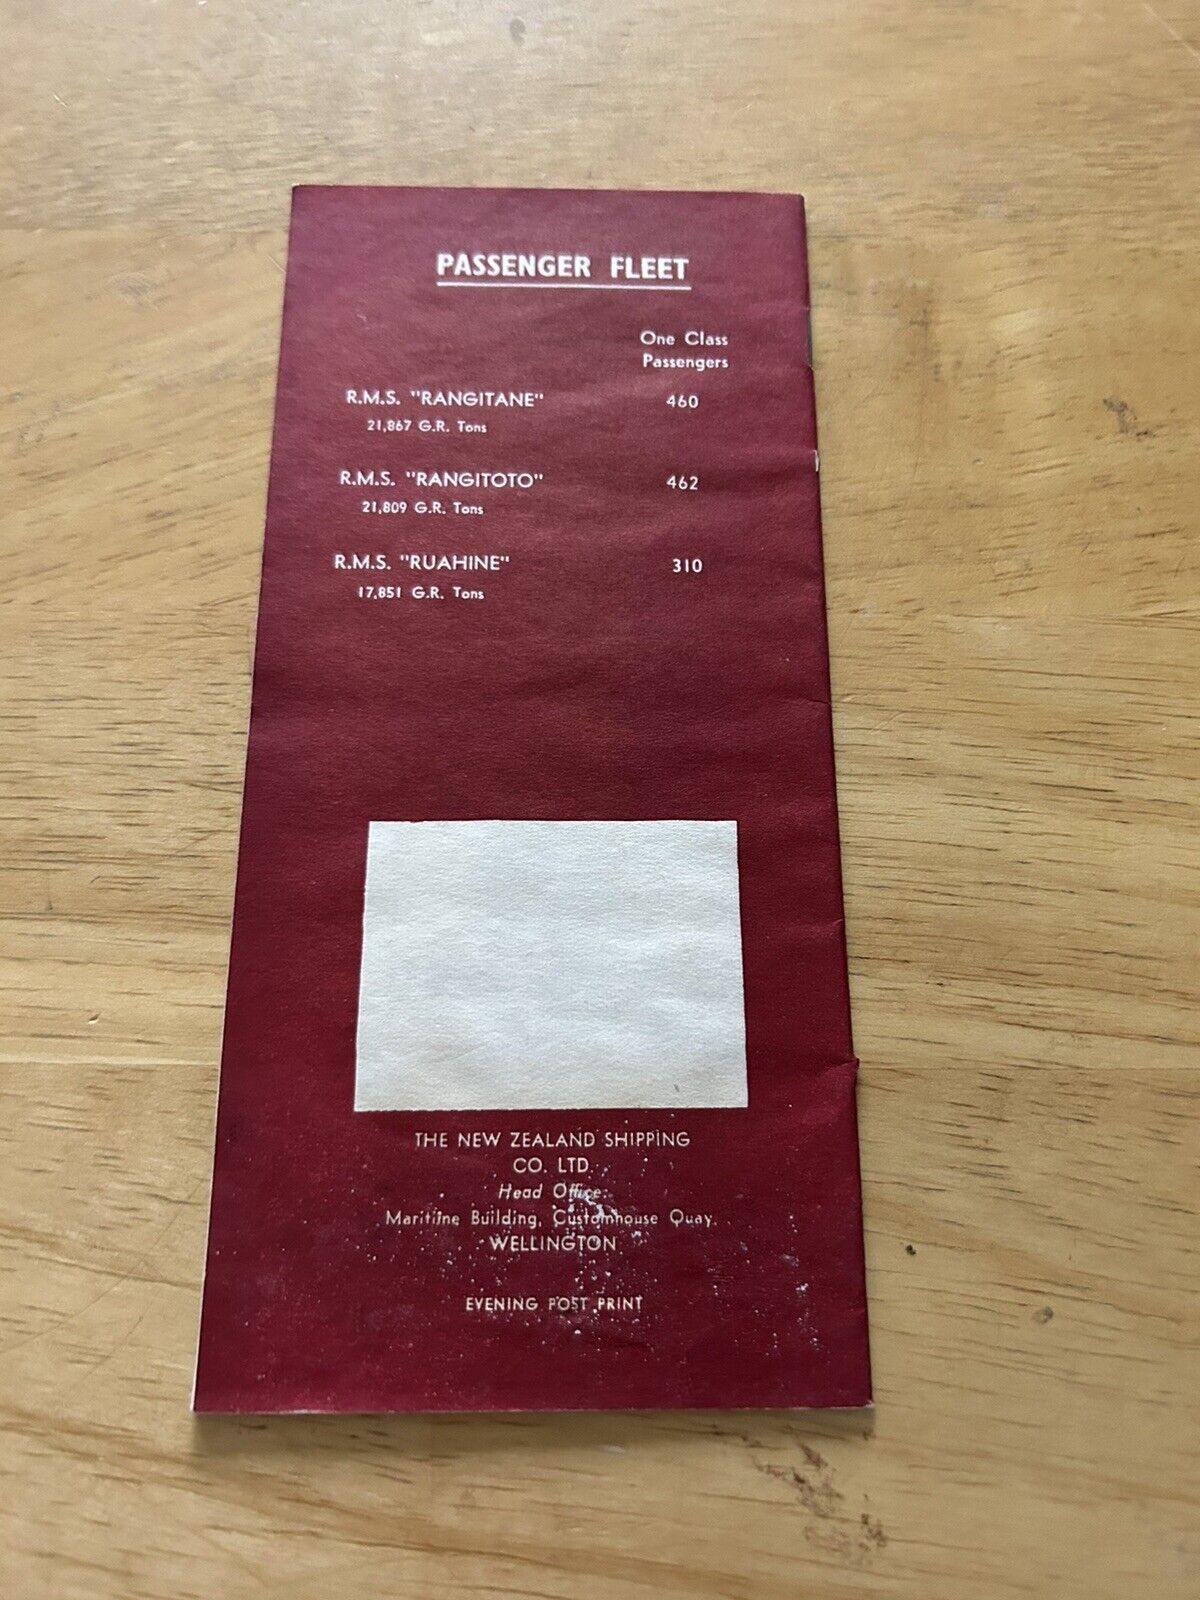 PASSENGER FLEET
One Class
Passengers
R.M.S. "RANGITANE" 460
21,867 G.R. Tons
R.M.S. "RANGITOTO" 462
21,809 G.R. Tons
R.M.S. "RUAHINE" 310
17,851 G.R. Tons
THE NEW ZEALAND SHIPPING
CO. LTD.
Head Office:
Maritime Building, Customhouse Quay,
WELLINGTON
EVENING POST PRINT